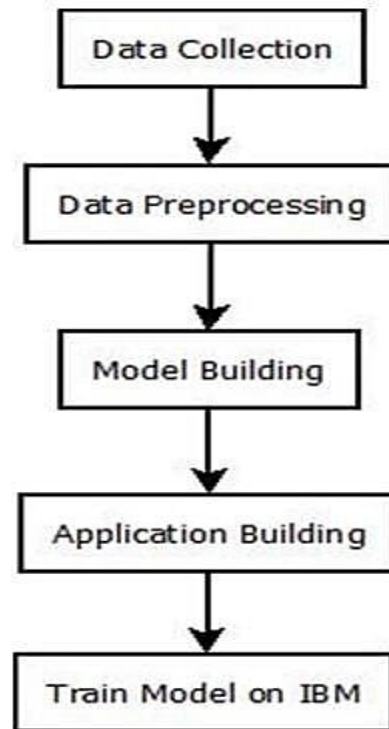 Data Collection
Data Preprocessing
Model Building
Application Building
Train Model on IBM